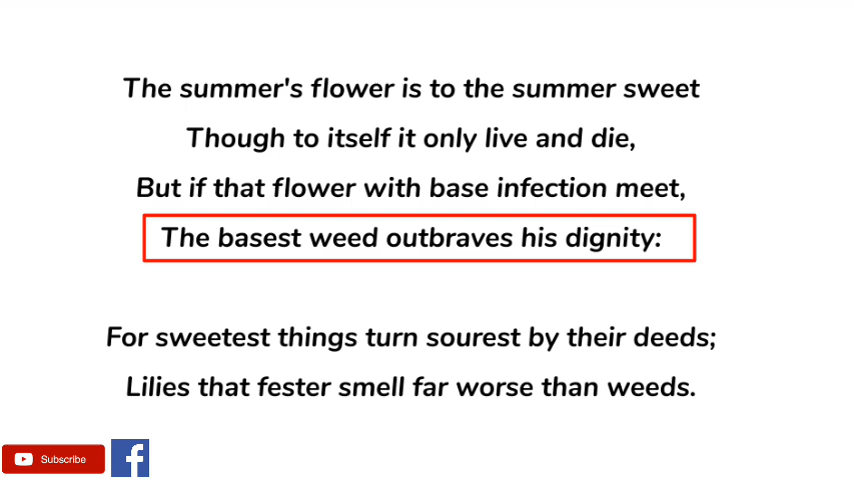 The summer's flower is to the summer sweet
Though to itself it only live and die,
But if that flower with base infection meet,
The basest weed outbraves his dignity:
For sweetest things turn sourest by their deeds;
Lilies that fester smell far worse than weeds.
Subscribe
f